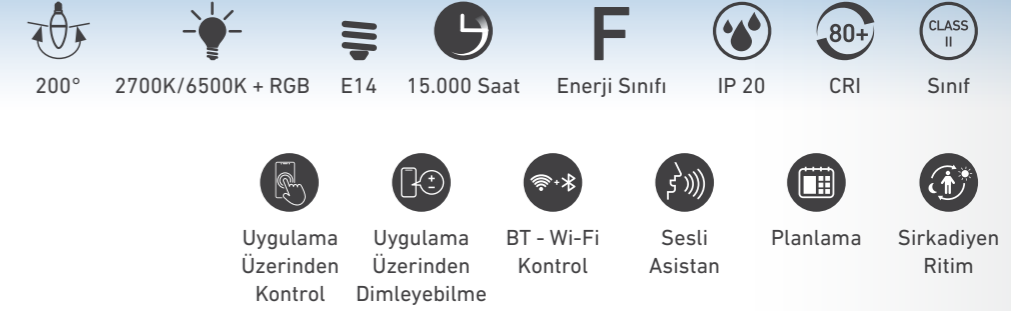 F
80+
CLASS
II
200°
2700K/6500K + RGB
E14
15.000 Saat
Enerji Sınıfı
IP 20
CRI
Sınıf
Uygulama
Üzerinden
Kontrol
Uygulama
Üzerinden
Dimleyebilme
BT - Wi-Fi
Kontrol
Sesli
Asistan
Planlama
Sirkadiyen
Ritim